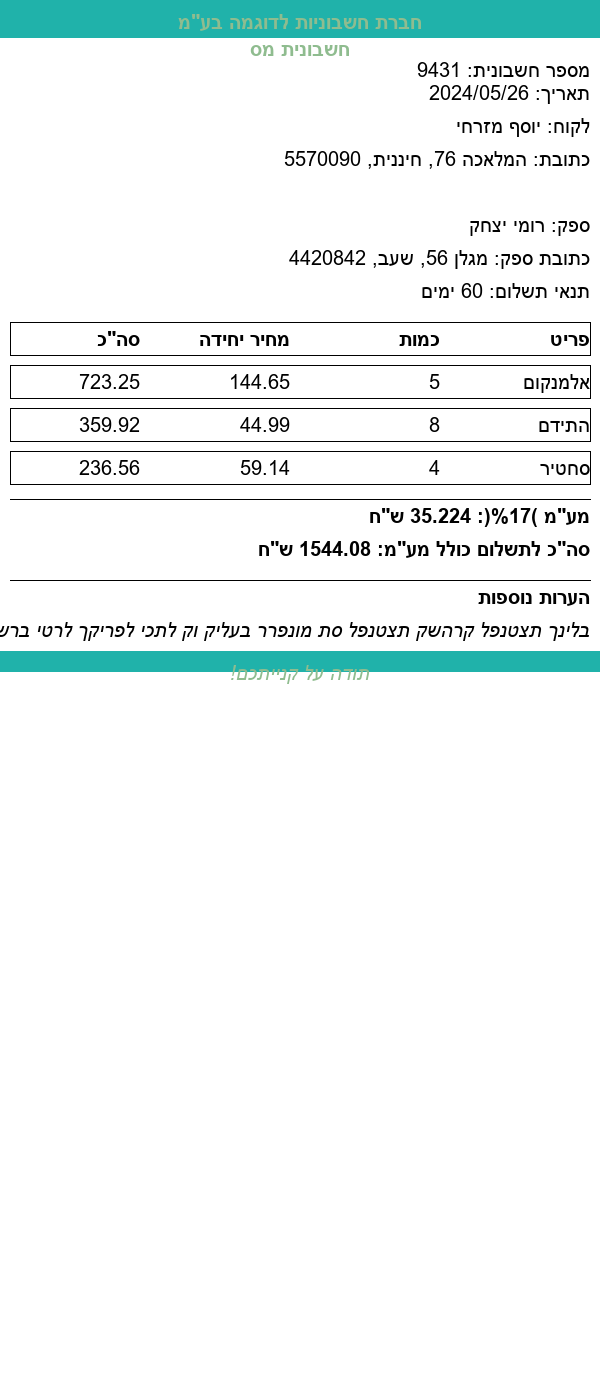 חברת חשבוניות לדוגמה בע"מ
חשבונית מס
מספר חשבונית: 9431
תאריך: 2024/05/26
לקוח: יוסף מזרחי
כתובת: המלאכה 76, חיננית, 5570090
ספק: רומי יצחק
כתובת ספק: מגלן 56, שעב, 4420842
תנאי תשלום: 60 ימים
פריט כמות מחיר יחידה סה"כ
אלמנקום 5 144.65 723.25
התידם 8 44.99 359.92
סחטיר 4 59.14 236.56
מע"מ )17%(: 35.224 ש"ח
סה"כ לתשלום כולל מע"מ: 1544.08 ש"ח
הערות נוספות
בלינך תצטנפל קרהשק תצטנפל סת מונפרר בעליק וק לתכי לפריקך לרטי
תודה על קנייתכם!